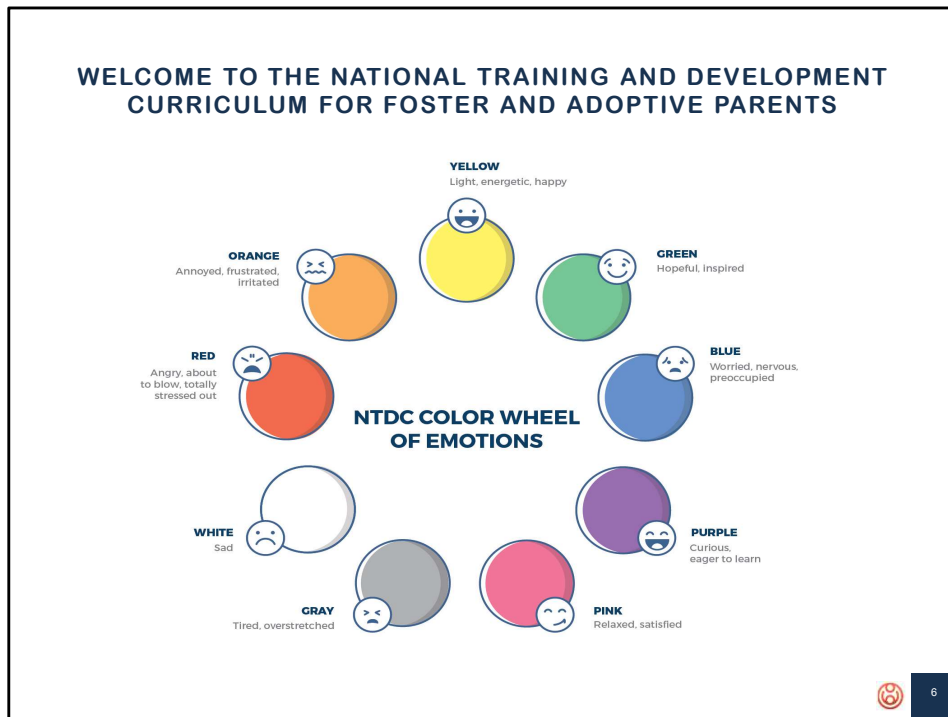 WELCOME TO THE NATIONAL TRAINING AND DEVELOPMENT
CURRICULUM FOR FOSTER AND ADOPTIVE PARENTS
YELLOW
Light, energetic, happy
ORANGE
Annoyed, frustrated,
irritated
GREEN
Hopeful, inspired
RED
Angry, about
to blow, totally
stressed out
BLUE
Worried, nervous,
preoccupied
NTDC COLOR WHEEL
OF EMOTIONS
WHITE
Sad
PURPLE
Curious,
eager to learn
GRAY
Tired, overstretched
PINK
Relaxed, satisfied
6